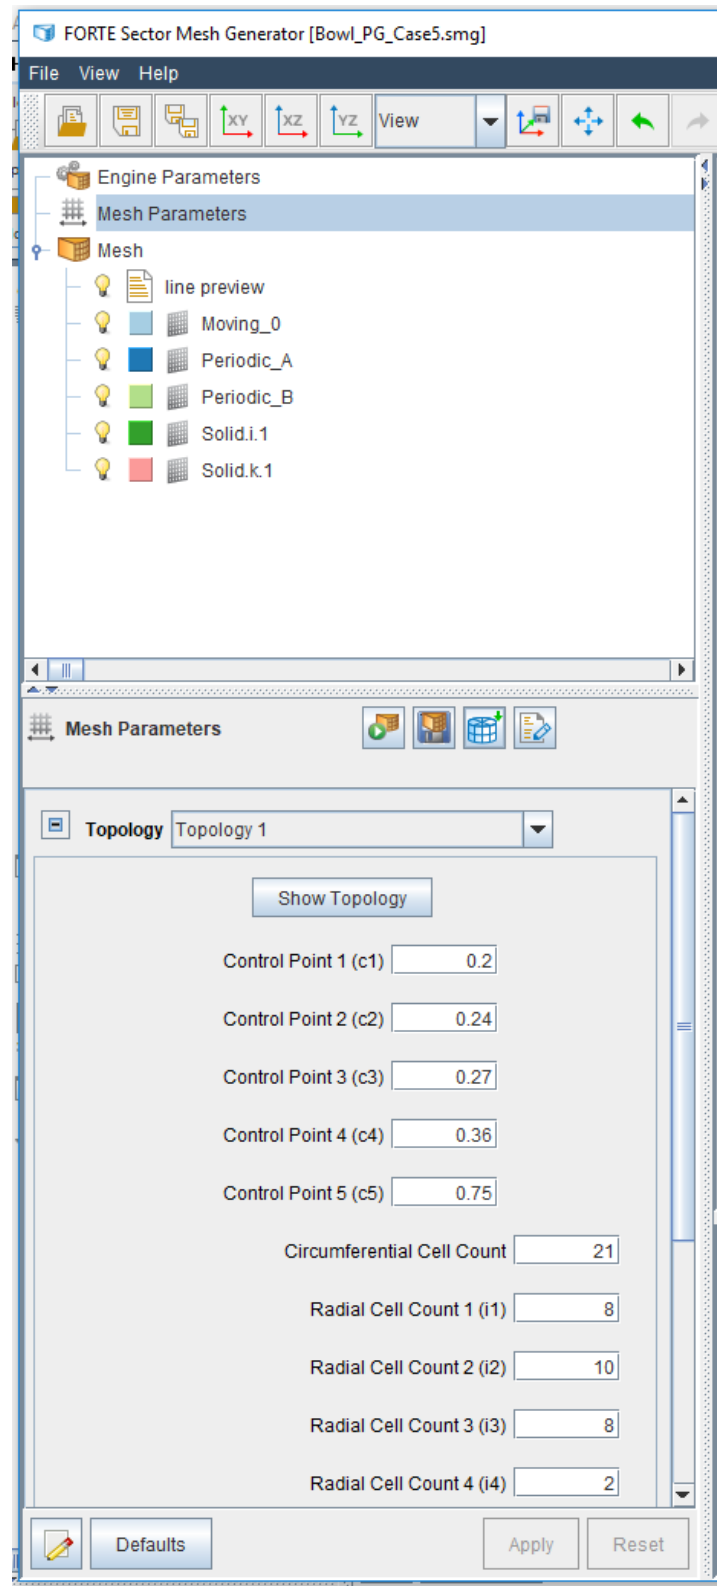 FORTE Sector Mesh Generator [Bowl_PG_Case5.smg]
File View Help
XY XZ YZ View
Engine Parameters
Mesh Parameters
Mesh
line preview
Moving_0
Periodic_A
Periodic_B
Solid.i.1
Solid.k.1
Mesh Parameters
Topology Topology 1
Show Topology
Control Point 1 (c1) 0.2
Control Point 2 (c2) 0.24
Control Point 3 (c3) 0.27
Control Point 4 (c4) 0.36
Control Point 5 (c5) 0.75
Circumferential Cell Count 21
Radial Cell Count 1 (i1) 8
Radial Cell Count 2 (i2) 10
Radial Cell Count 3 (i3) 8
Radial Cell Count 4 (i4) 2
Defaults Apply Reset